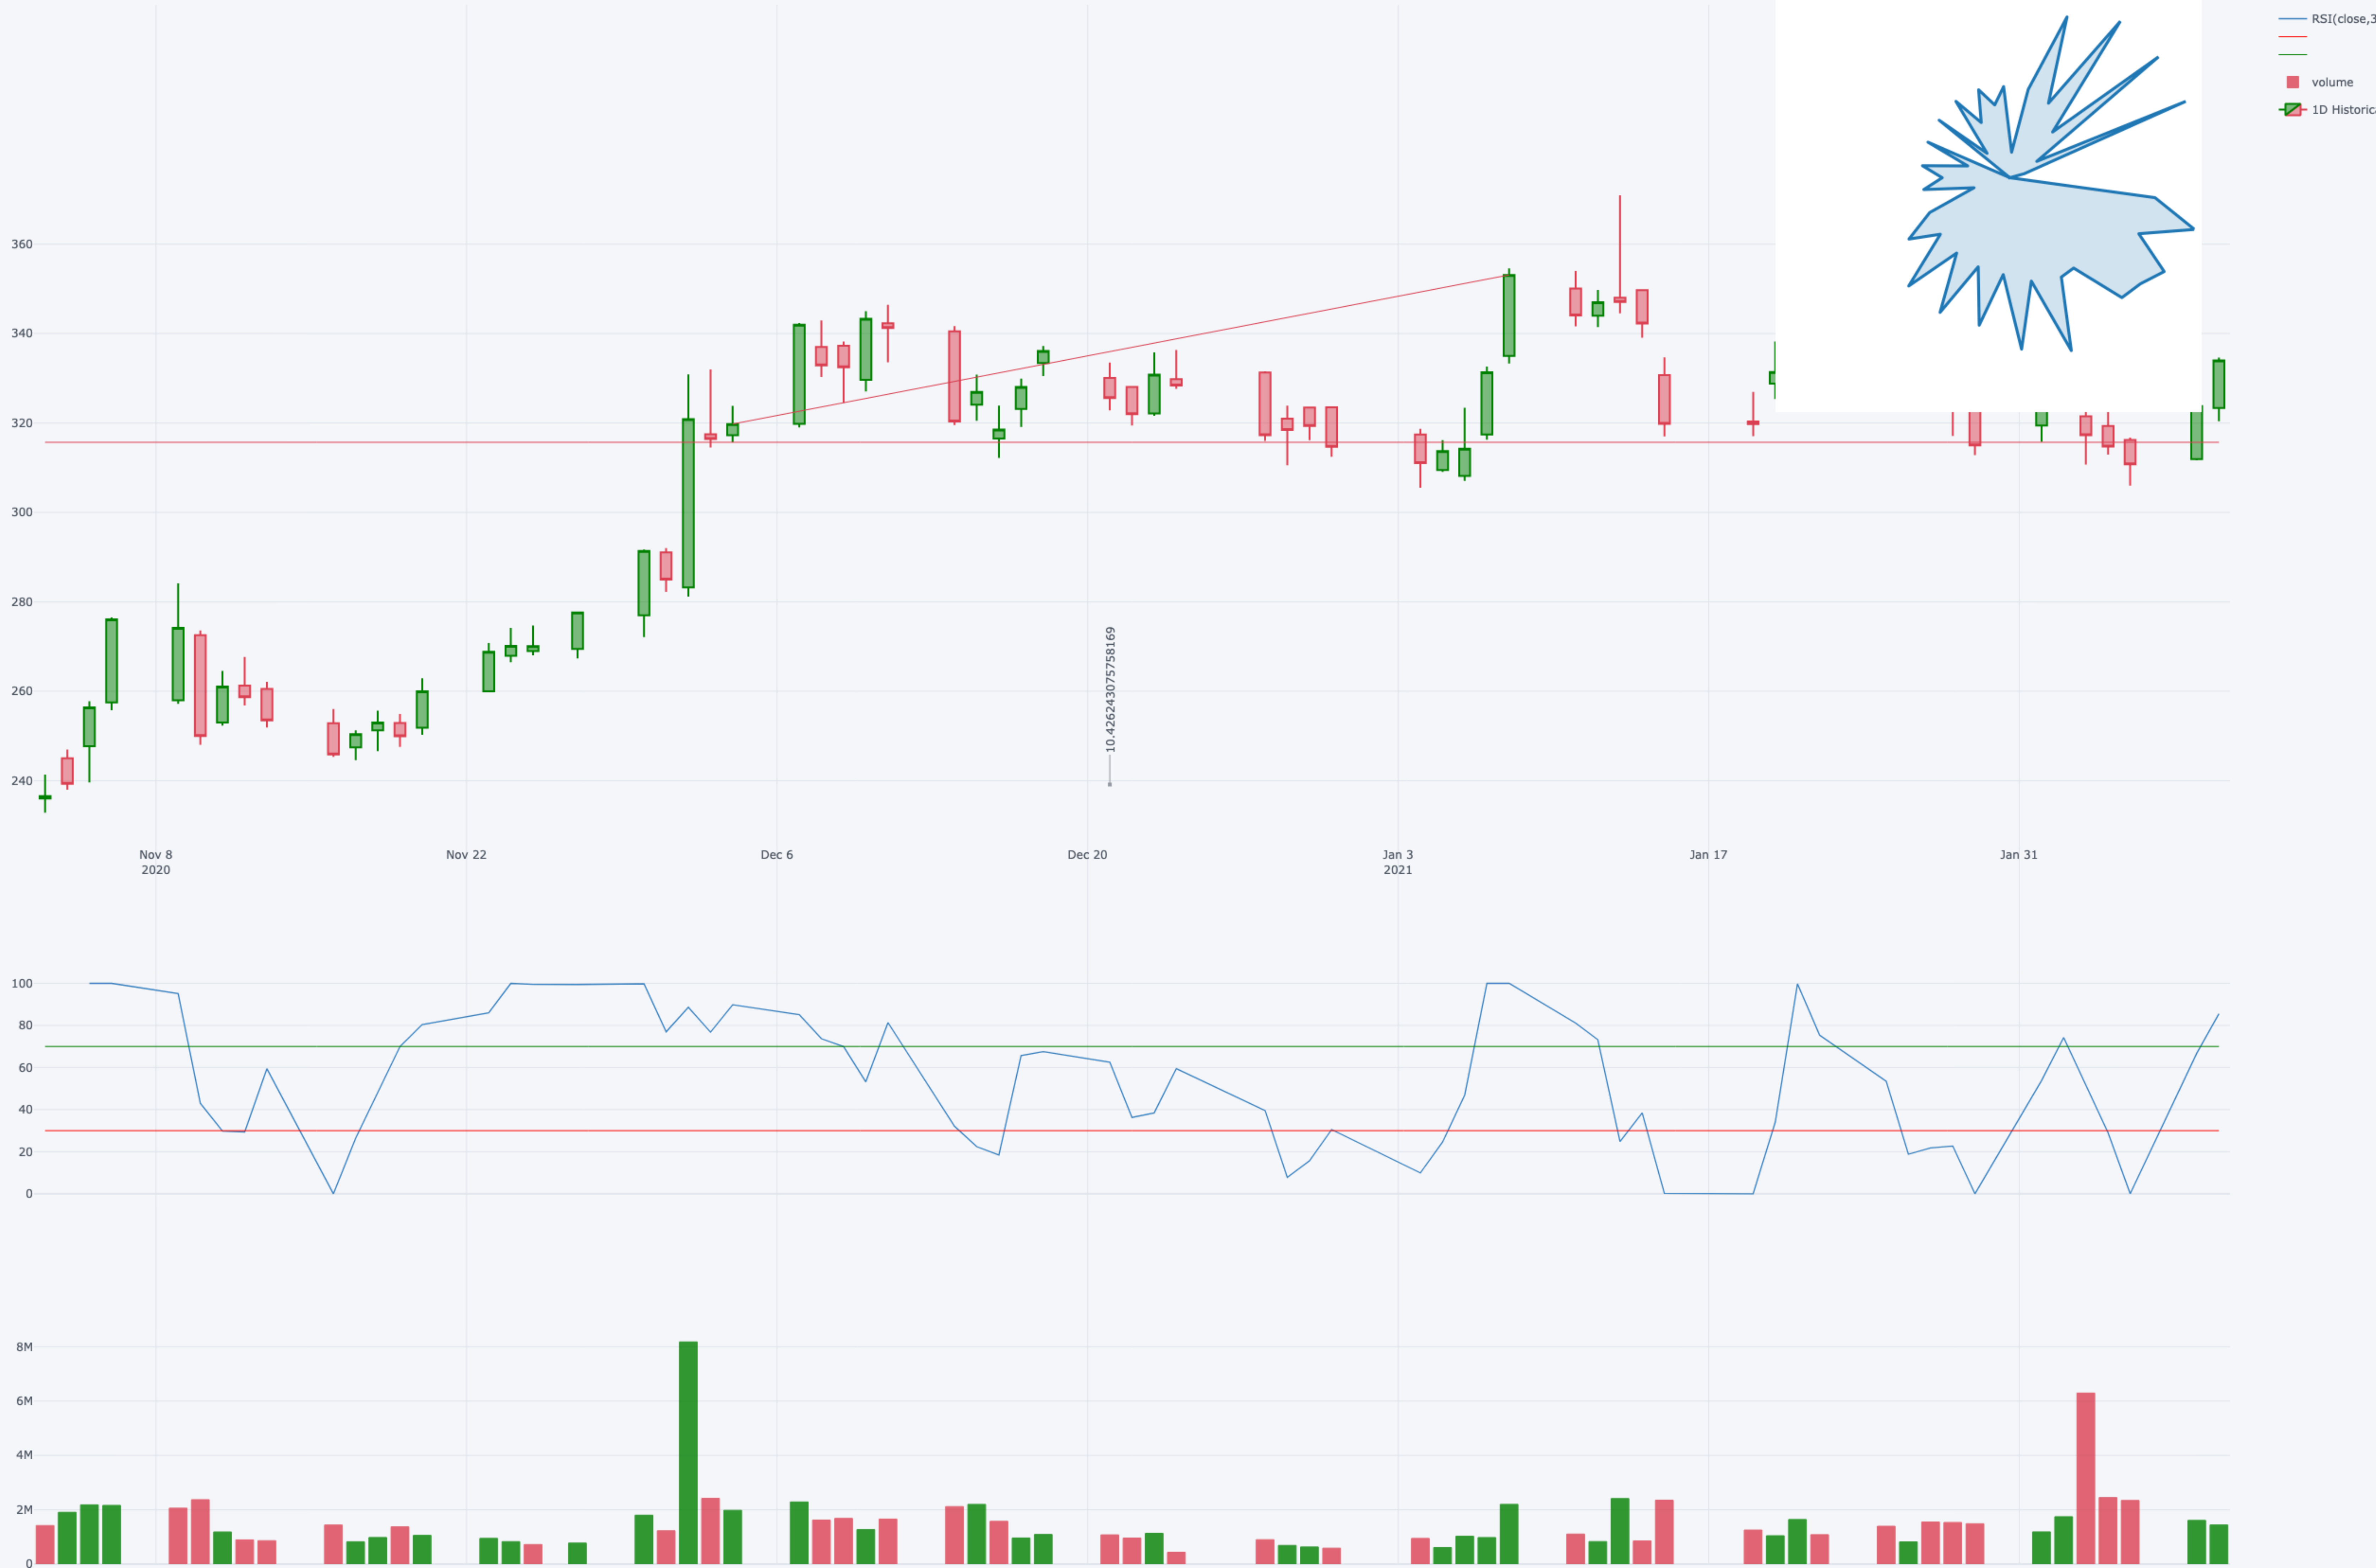 RSI(close,3
volume
1D Historica
360
340
320
300
280
260
240
10.426243075758169
Nov 8
2020
Nov 22
Dec 6
Dec 20
Jan 3
2021
Jan 17
Jan 31
100
80
60
40
20
0
8M
6M
4M
2M
0